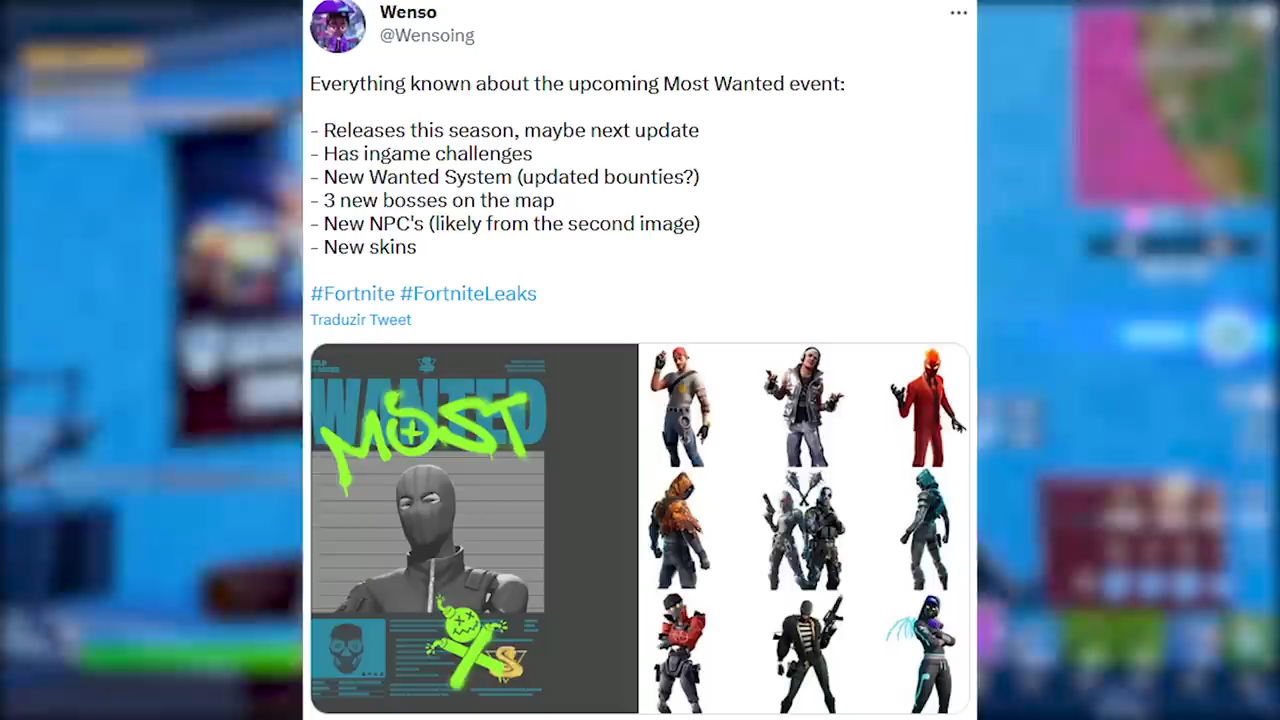 Wenso
@Wensoing
Everything known about the upcoming Most Wanted event:
- Releases this season, maybe next update
- Has ingame challenges
- New Wanted System (updated bounties?)
- 3 new bosses on the map
- New NPC's (likely from the second image)
- New skins
#Fortnite #FortniteLeaks
Traduzir Tweet
WANTED
MOST